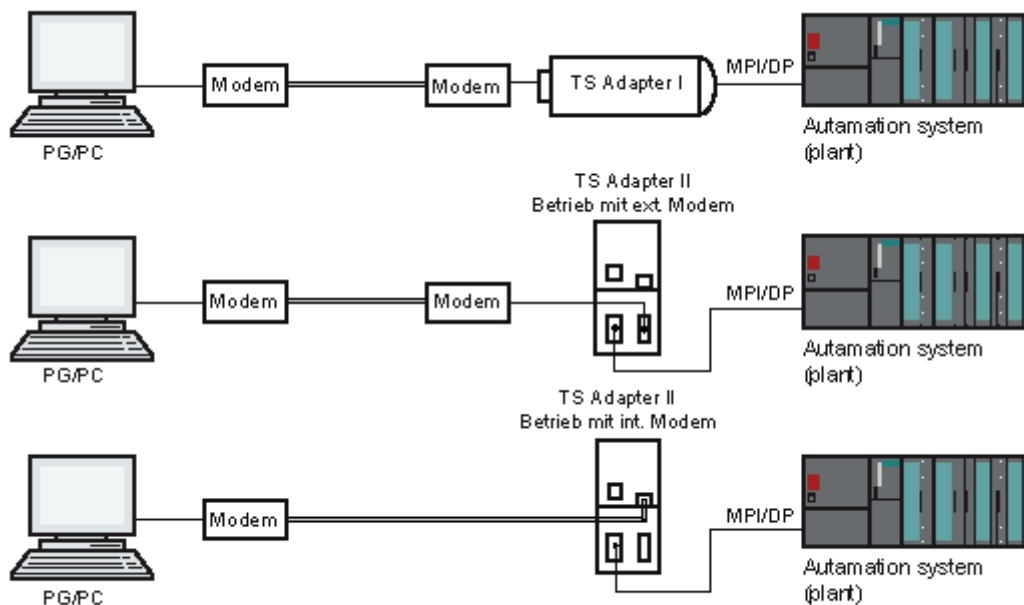 Modem
Modem
TS Adapter I
MPI/DP
PG/PC
Autamation system
(plant)
TS Adapter II
Betrieb mit ext. Modem
Modem
Modem
MPI/DP
PG/PC
Autamation system
(plant)
TS Adapter II
Betrieb mit int. Modem
Modem
MPI/DP
PG/PC
Autamation system
(plant)